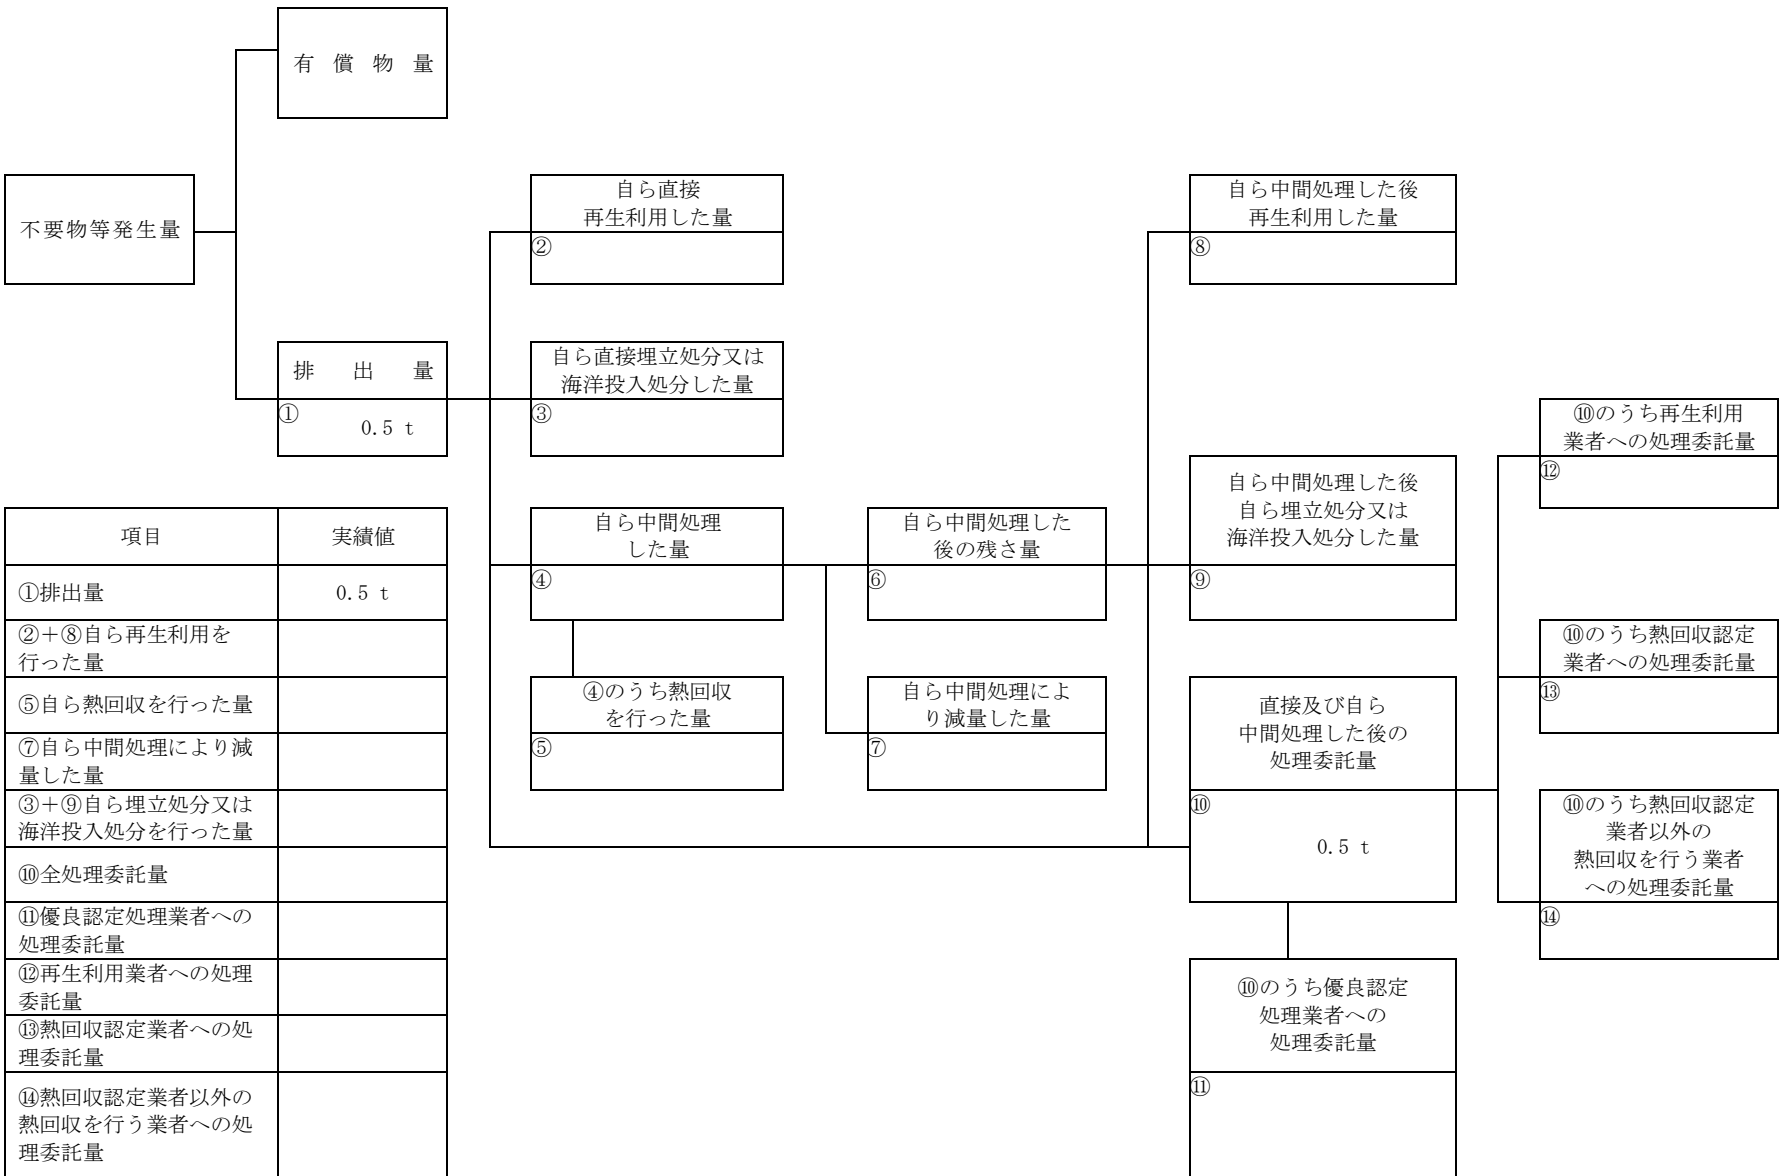 有　償　物　量
不要物等発生量
自ら直接
再生利用した量
②
自ら中間処理した後
再生利用した量
⑧
排　出　量
①
0.5 t
自ら直接埋立処分又は
海洋投入処分した量
③
⑩のうち再生利用
業者への処理委託量
⑫
自ら中間処理
した量
④
自ら中間処理した
後の残さ量
⑥
自ら中間処理した後
自ら埋立処分又は
海洋投入処分した量
⑨
⑩のうち熱回収認定
業者への処理委託量
⑬
④のうち熱回収
を行った量
⑤
自ら中間処理によ
り減量した量
⑦
直接及び自ら
中間処理した後の
処理委託量
⑩
0.5 t
⑩のうち熱回収認定
業者以外の
熱回収を行う業者
への処理委託量
⑭
⑩のうち優良認定
処理業者への
処理委託量
⑪
項目
実績値
①排出量
0.5 t
②＋⑧自ら再生利用を
行った量
⑤自ら熱回収を行った量
⑦自ら中間処理により減
量した量
③＋⑨自ら埋立処分又は
海洋投入処分を行った量
⑩全処理委託量
⑪優良認定処理業者への
処理委託量
⑫再生利用業者への処理
委託量
⑬熱回収認定業者への処
理委託量
⑭熱回収認定業者以外の
熱回収を行う業者への処
理委託量